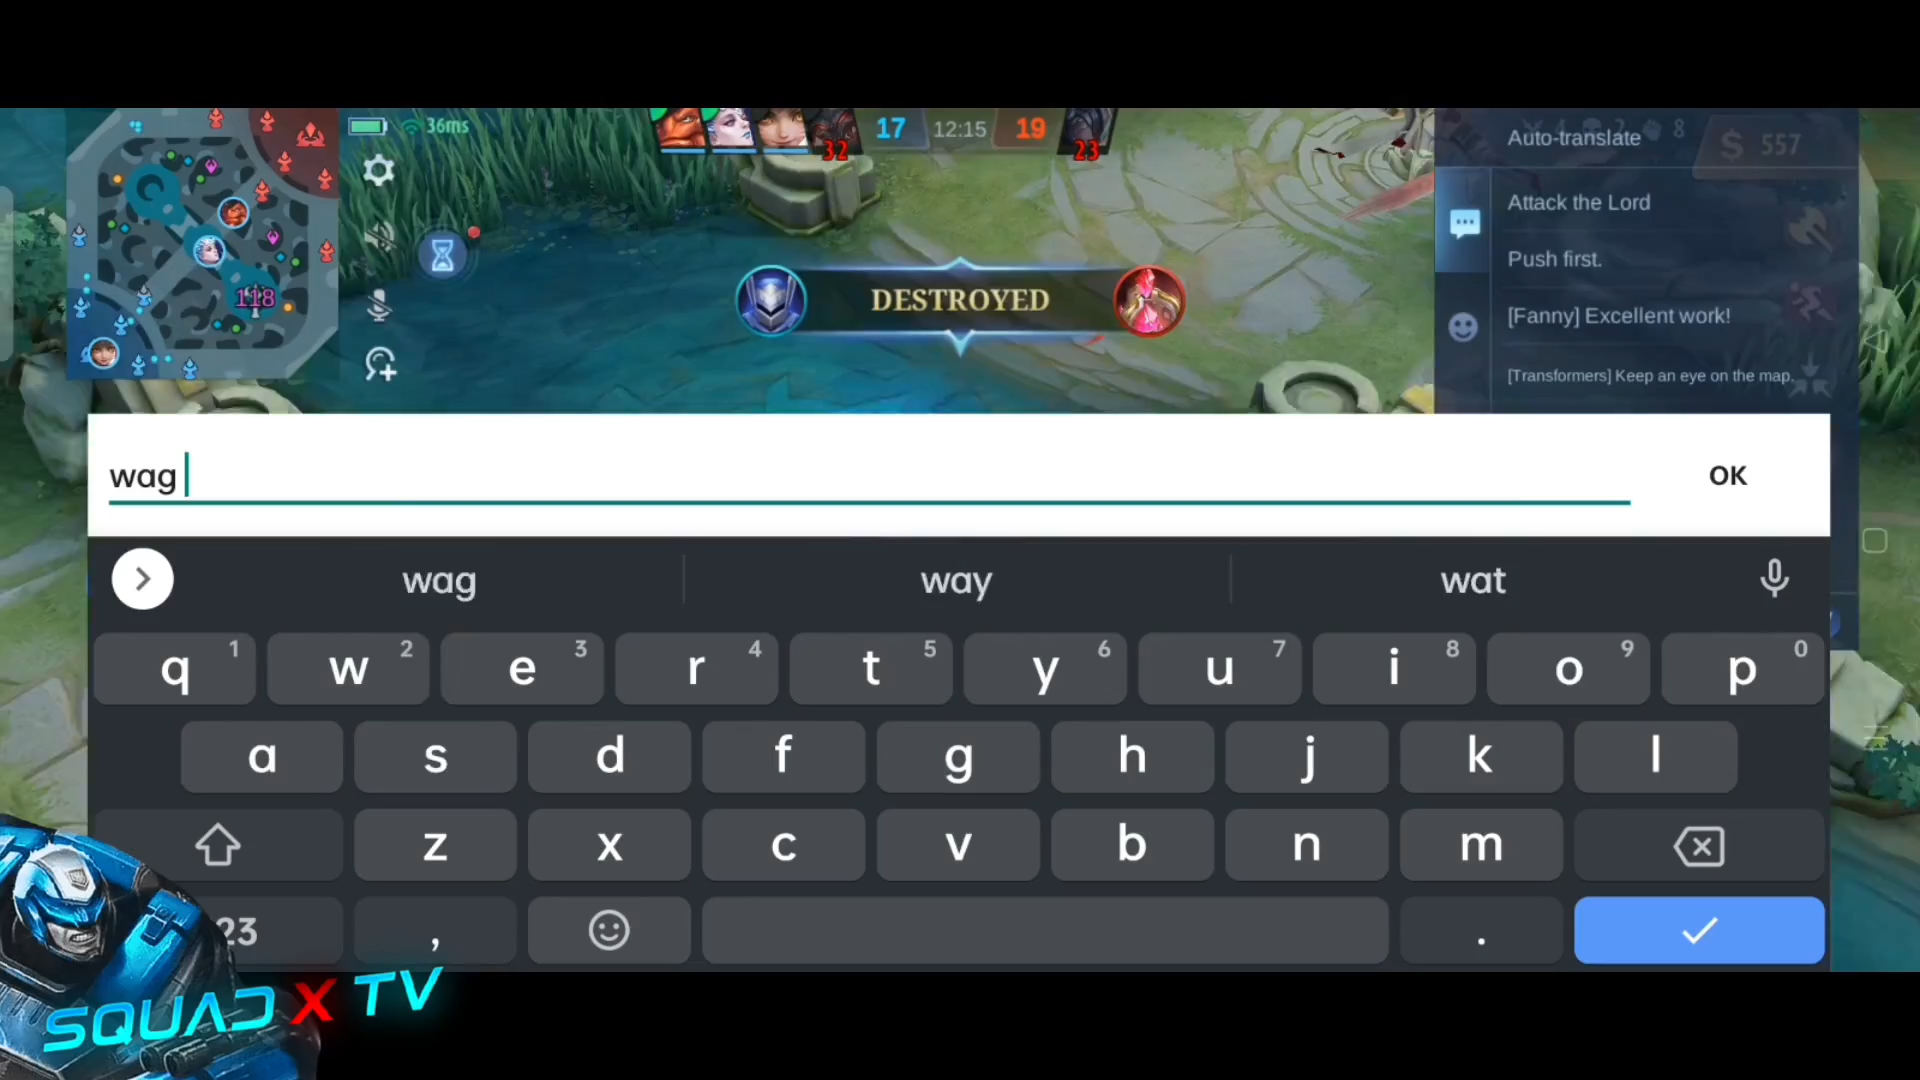 36ms
32
17
12:15
19
23
8
557
Auto-translate
Attack the Lord
Push first.
[Fanny] Excellent work!
[Transformers] Keep an eye on the map.
118
DESTROYED
wag
OK
wag way wat
q 1 w 2 e 3 r 4 t 5 y 6 u 7 i 8 o 9 p 0
a s d f g h j k l
z x c v b n m
23 , .
SQUAD X TV